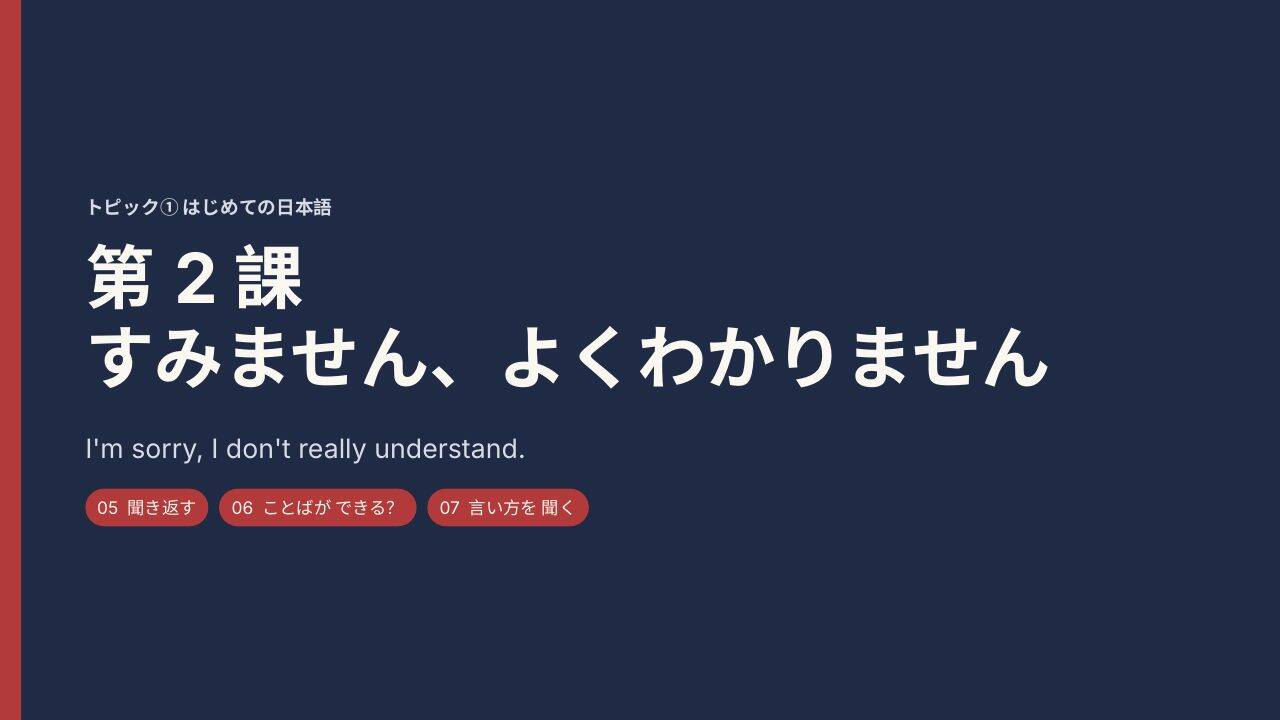 トピック① はじめての日本語
第 2 課
すみません、よくわかりません
I'm sorry, I don't really understand.
05 聞き返す
06 ことばが できる?
07 言い方を 聞く